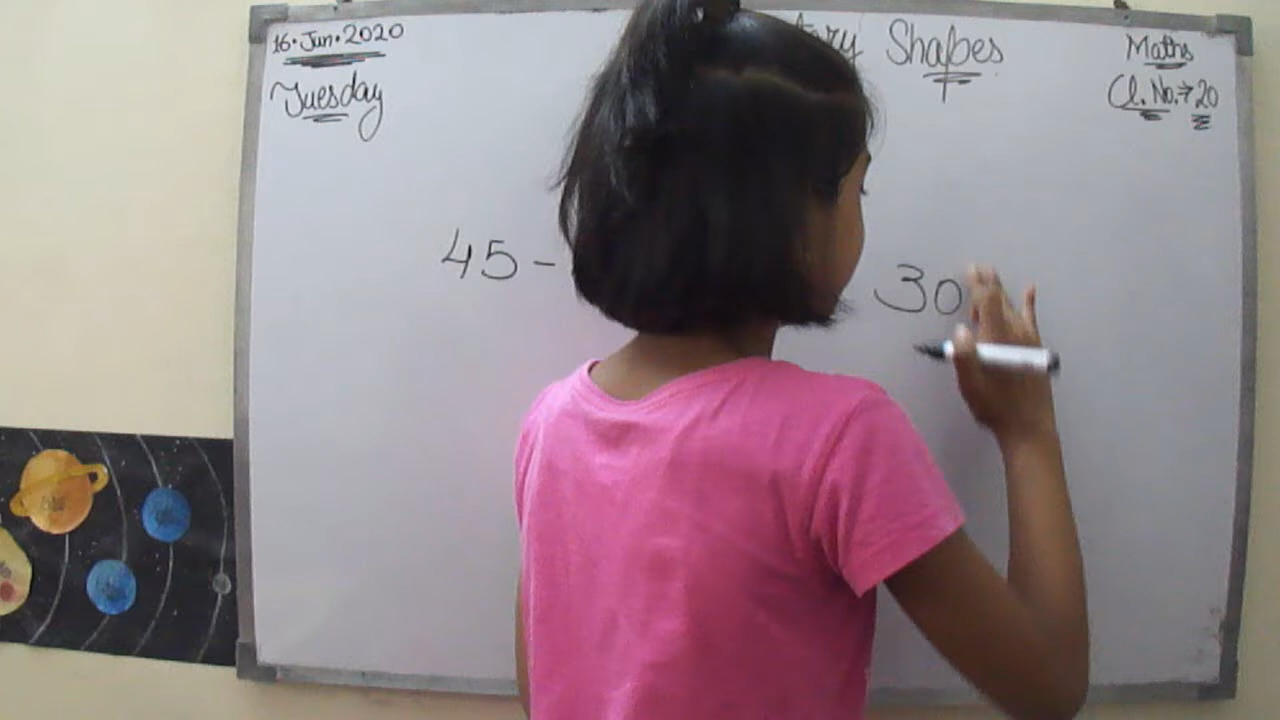 16·Jun·2020
Tuesday
Shapes
Maths
Cl. No.→20
45 -
30